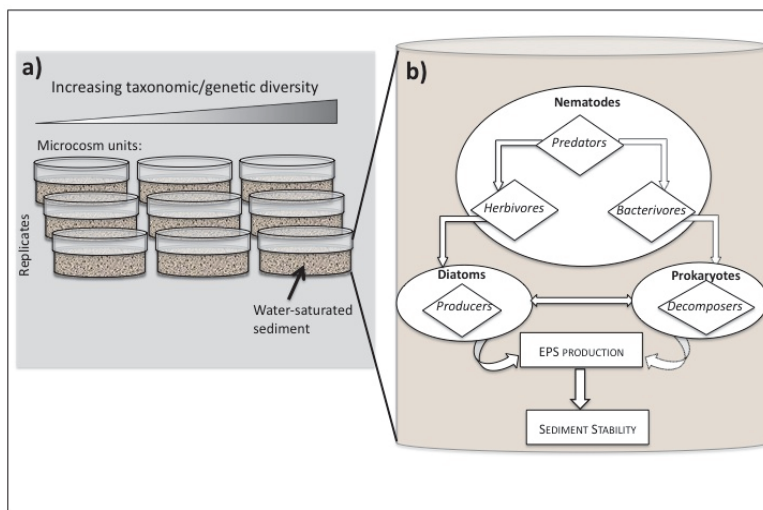 a)
Increasing taxonomic/genetic diversity
Microcosm units:
Replicates
Water-saturated
sediment
b)
Nematodes
Predators
Herbivores
Bacterivores
Diatoms
Prokaryotes
Producers
Decomposers
EPS PRODUCTION
SEDIMENT STABILITY